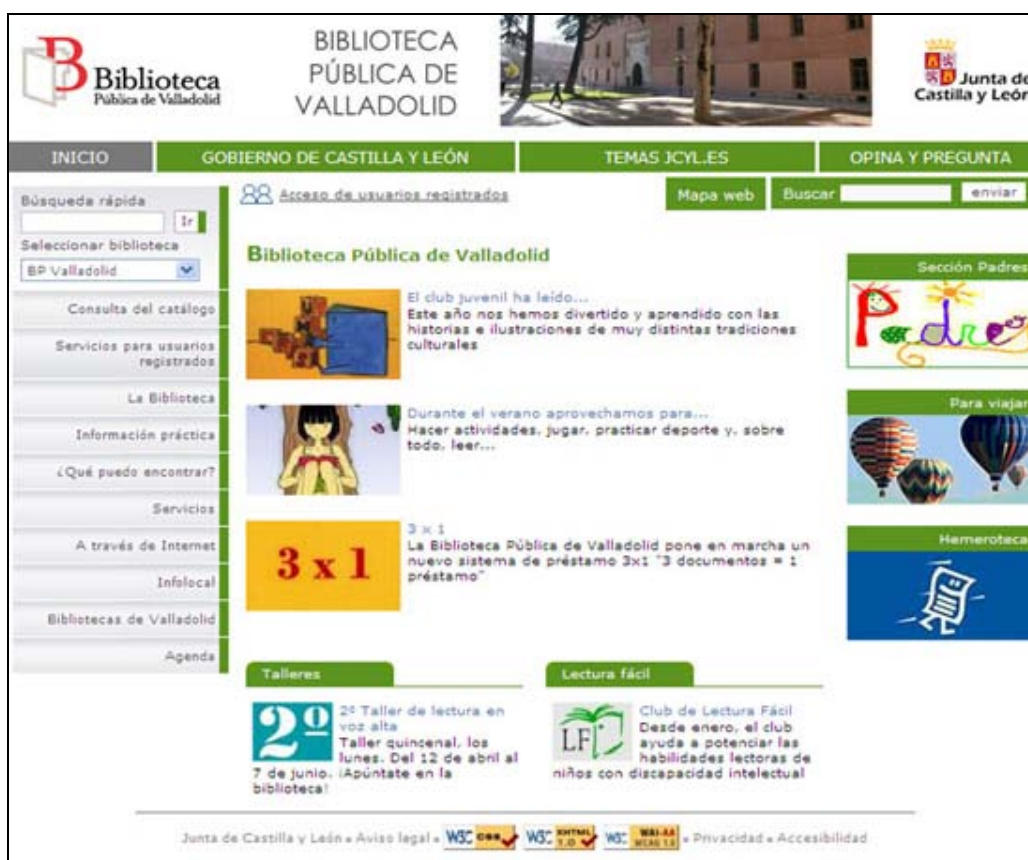 Biblioteca
Pública de Valladolid
BIBLIOTECA
PÚBLICA DE
VALLADOLID
Junta de
Castilla y León
INICIO
GOBIERNO DE CASTILLA Y LEÓN
TEMAS JCYL.ES
OPINA Y PREGUNTA
Búsqueda rápida
Ir
Seleccionar biblioteca
BP Valladolid
Consulta del catálogo
Servicios para usuarios
registrados
La Biblioteca
Información práctica
¿Qué puedo encontrar?
Servicios
A través de Internet
Infolocal
Bibliotecas de Valladolid
Agenda
Acceso de usuarios registrados
Mapa web
Buscar
enviar
Biblioteca Pública de Valladolid
El club juvenil ha leído...
Este año nos hemos divertido y aprendido con las
historias e ilustraciones de muy distintas tradiciones
culturales
Durante el verano aprovechamos para...
Hacer actividades, jugar, practicar deporte y, sobre
todo, leer...
3 x 1
3 x 1
La Biblioteca Pública de Valladolid pone en marcha un
nuevo sistema de préstamo 3x1 "3 documentos = 1
préstamo"
Sección Padres
Padres
Para viajar
Hemeroteca
Talleres
2º
2º Taller de lectura en
voz alta
Taller quincenal, los
lunes. Del 12 de abril al
7 de junio. ¡Apúntate en la
biblioteca!
Lectura fácil
LF
Club de Lectura Fácil
Desde enero, el club
ayuda a potenciar las
habilidades lectoras de
niños con discapacidad intelectual
Junta de Castilla y León Aviso legal W3C css W3C XHTML 1.0 W3C WAI-AA WCAG 1.0 Privacidad Accesibilidad